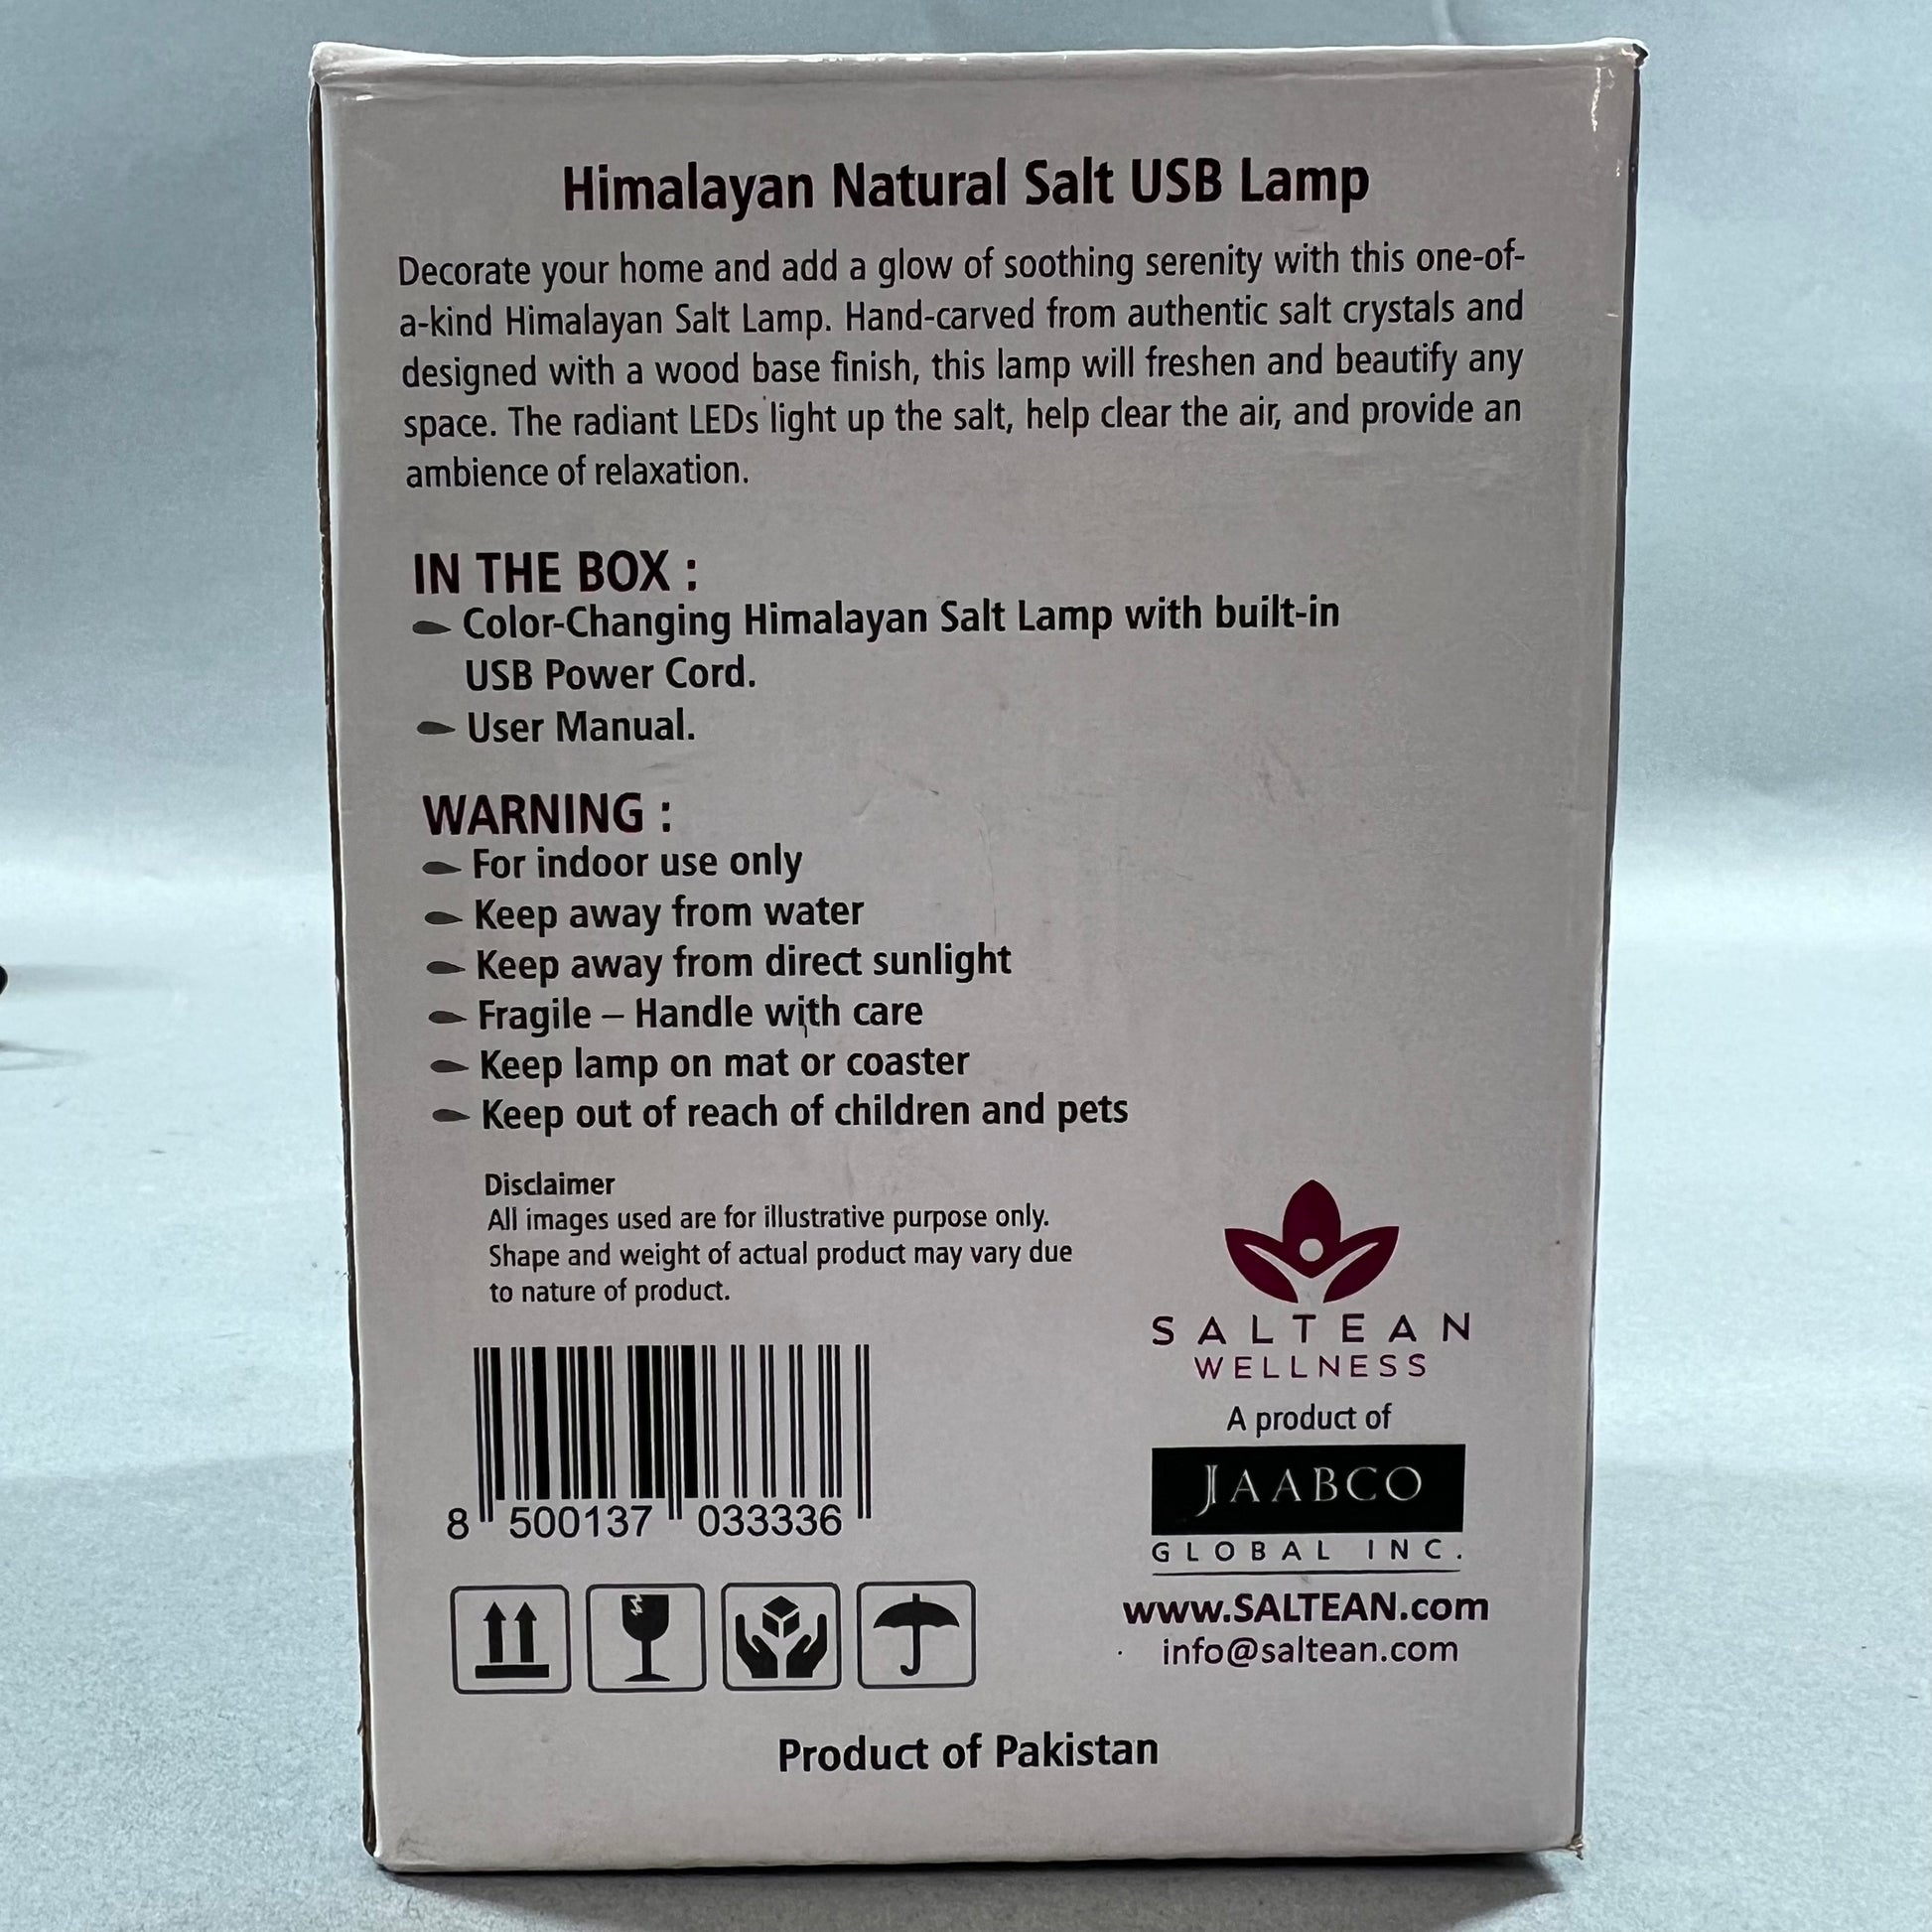 Himalayan Natural Salt USB Lamp
Decorate your home and add a glow of soothing serenity with this one-of-
a-kind Himalayan Salt Lamp. Hand-carved from authentic salt crystals and
designed with a wood base finish, this lamp will freshen and beautify any
space. The radiant LEDs light up the salt, help clear the air, and provide an
ambience of relaxation.
IN THE BOX :
Color-Changing Himalayan Salt Lamp with built-in
USB Power Cord.
User Manual.
WARNING :
For indoor use only
Keep away from water
Keep away from direct sunlight
Fragile – Handle with care
Keep lamp on mat or coaster
Keep out of reach of children and pets
Disclaimer
All images used are for illustrative purpose only.
Shape and weight of actual product may vary due
to nature of product.
8 500137 033336
SALTEAN
WELLNESS
A product of
JAABCO
GLOBAL INC.
www.SALTEAN.com
info@saltean.com
Product of Pakistan